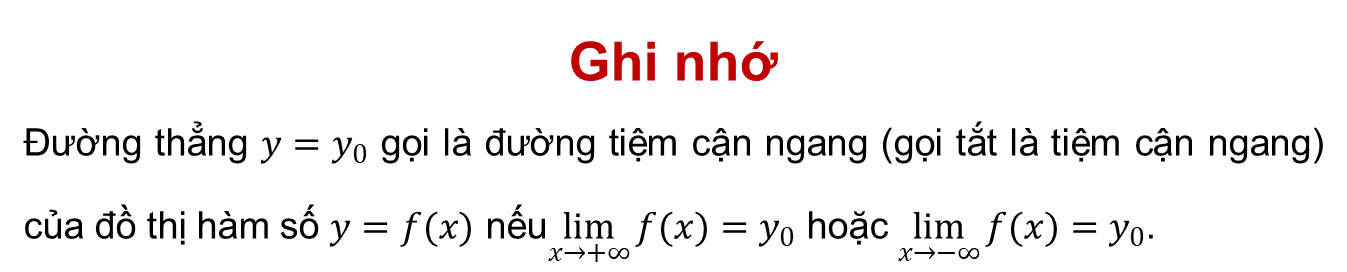 Ghi nhớ
Đường thẳng y = y₀ gọi là đường tiệm cận ngang (gọi tắt là tiệm cận ngang)
của đồ thị hàm số y = f(x) nếu lim_{x→+∞} f(x) = y₀ hoặc lim_{x→−∞} f(x) = y₀.